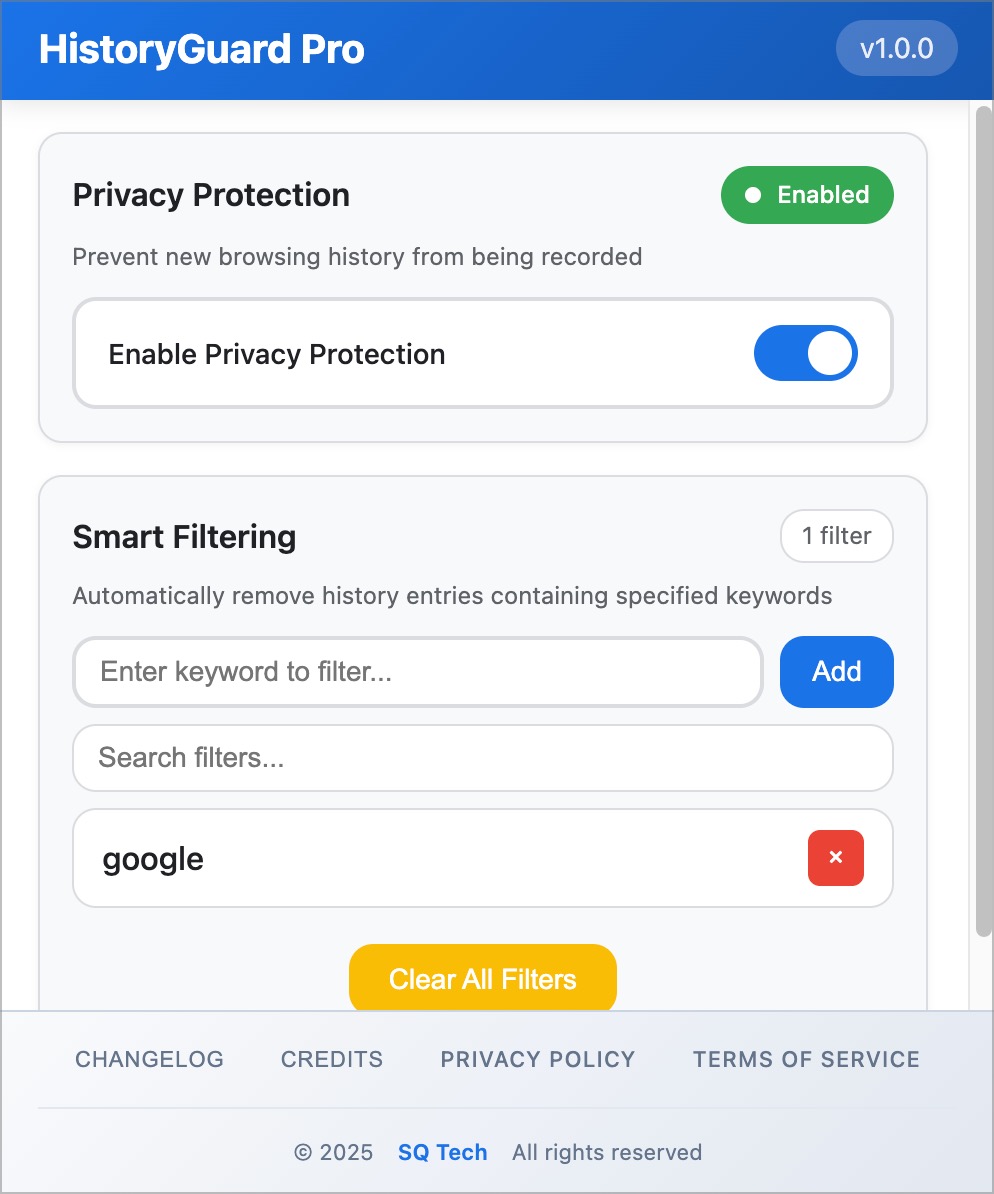 HistoryGuard Pro
v1.0.0
Privacy Protection
Enabled
Prevent new browsing history from being recorded
Enable Privacy Protection
Smart Filtering
1 filter
Automatically remove history entries containing specified keywords
Enter keyword to filter...
Add
Search filters...
google
×
Clear All Filters
CHANGELOG CREDITS PRIVACY POLICY TERMS OF SERVICE
© 2025 SQ Tech All rights reserved